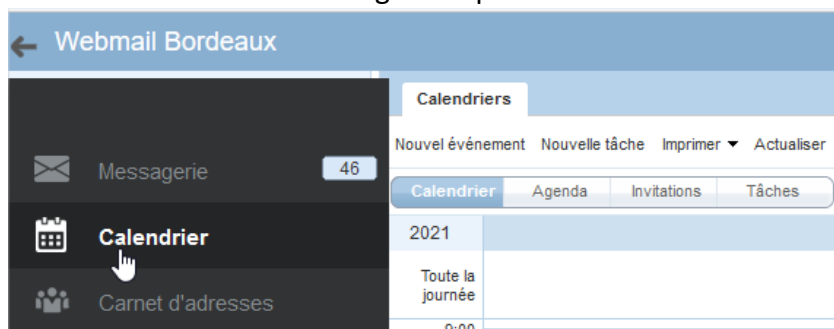 Webmail Bordeaux
Messagerie 46
Calendrier
Carnet d'adresses
Calendriers
Nouvel événement Nouvelle tâche Imprimer Actualiser
Calendrier Agenda Invitations Tâches
2021
Toute la
journée